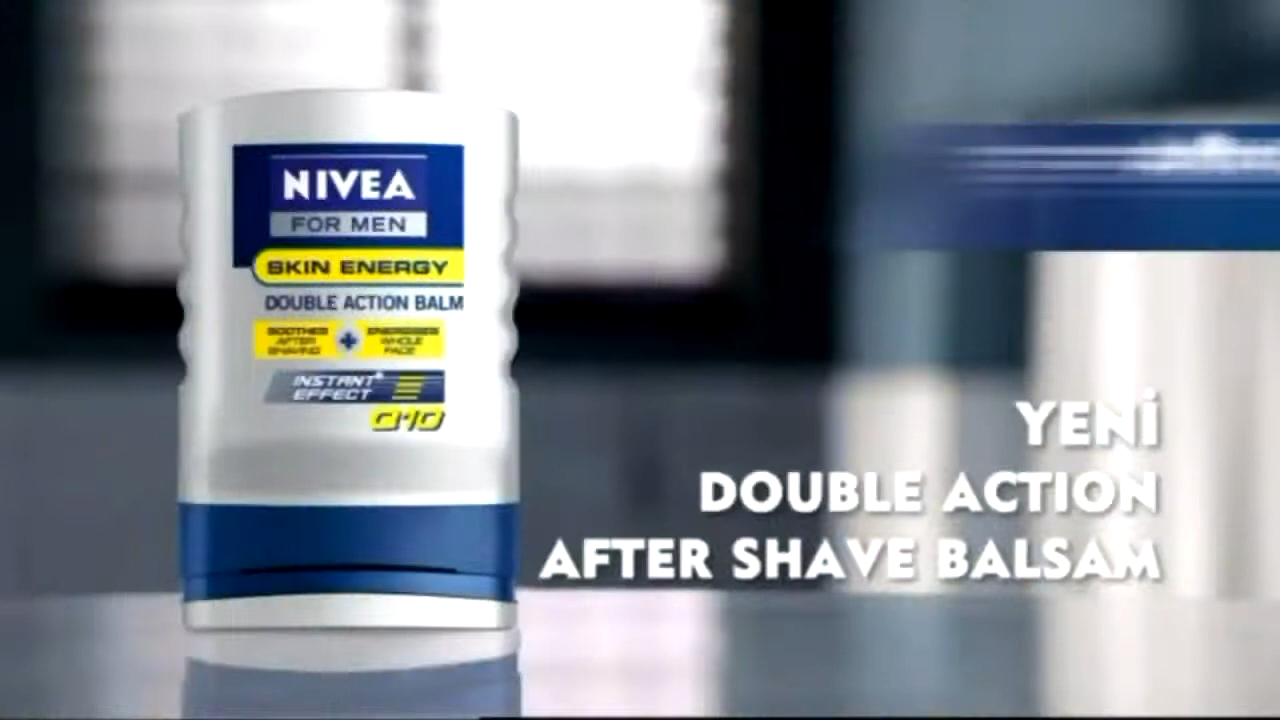 NIVEA
FOR MEN
SKIN ENERGY
DOUBLE ACTION BALM
SOOTHES AFTER SHAVING + ENERGISES WHOLE FACE
INSTANT EFFECT
Q10
YENİ
DOUBLE ACTION
AFTER SHAVE BALSAM